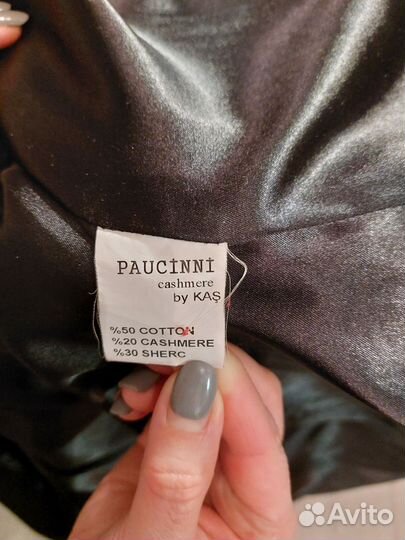 PAUCİNNİ
cashmere
by KAŞ
%50 COTTON
%20 CASHMERE
%30 SHERC
Avito